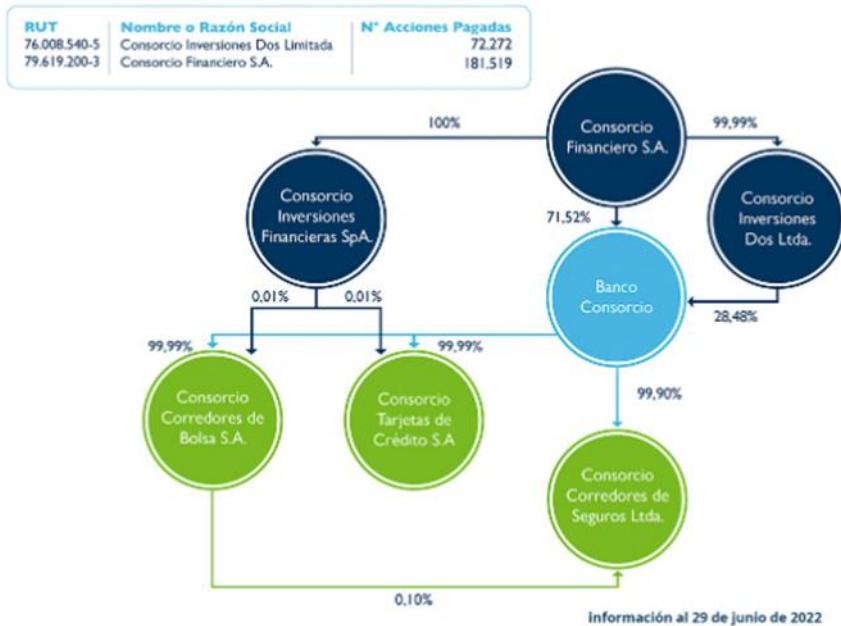 RUT Nombre o Razón Social N° Acciones Pagadas
76.008.540-5 Consorcio Inversiones Dos Limitada 72.272
79.619.200-3 Consorcio Financiero S.A. 181.519
100%
Consorcio
Financiero S.A.
99,99%
Consorcio
Inversiones
Financieras SpA.
71,52%
Consorcio
Inversiones
Dos Ltda.
Banco
Consorcio
28,48%
0,01%
0,01%
99,99%
99,99%
Consorcio
Corredores de
Bolsa S.A.
Consorcio
Tarjetas de
Crédito S.A
99,90%
Consorcio
Corredores de
Seguros Ltda.
0,10%
información al 29 de junio de 2022